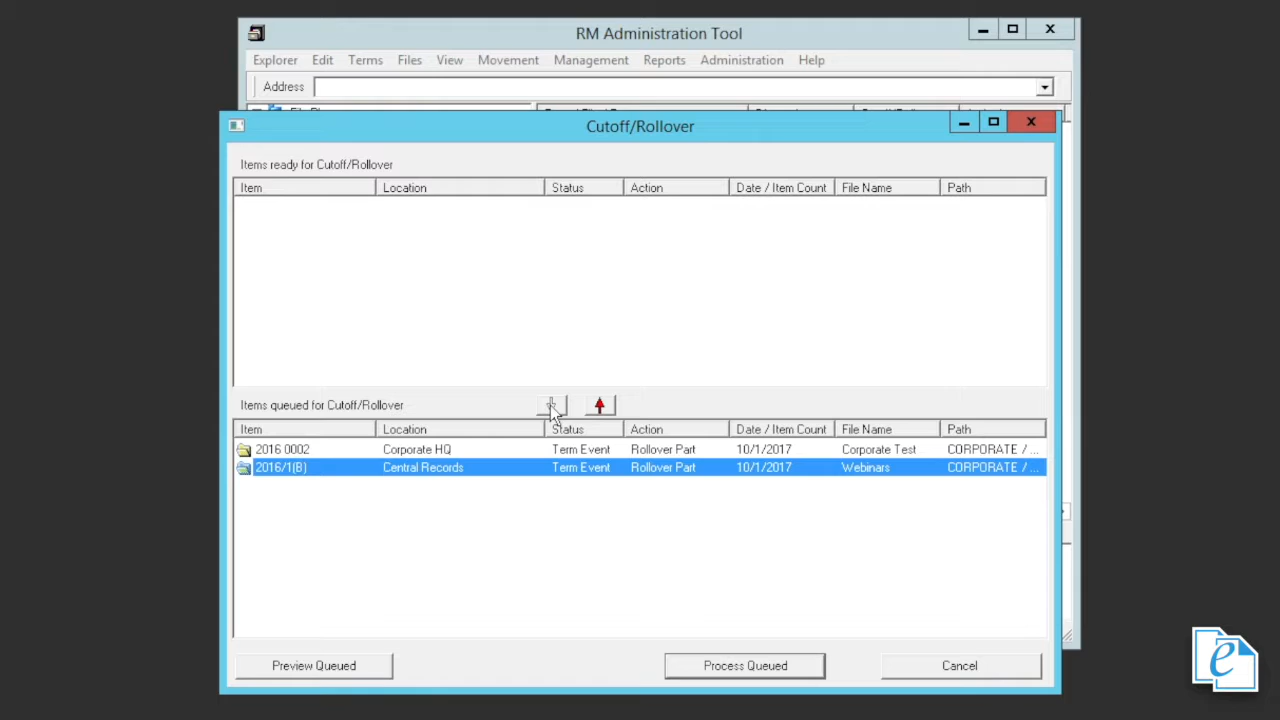 RM Administration Tool
Explorer Edit Terms Files View Movement Management Reports Administration Help
Address
Cutoff/Rollover
Items ready for Cutoff/Rollover
Item Location Status Action Date / Item Count File Name Path
Items queued for Cutoff/Rollover
Item Location Status Action Date / Item Count File Name Path
2016 0002 Corporate HQ Term Event Rollover Part 10/1/2017 Corporate Test CORPORATE / ...
2016/1(B) Central Records Term Event Rollover Part 10/1/2017 Webinars CORPORATE / ...
Preview Queued Process Queued Cancel
e